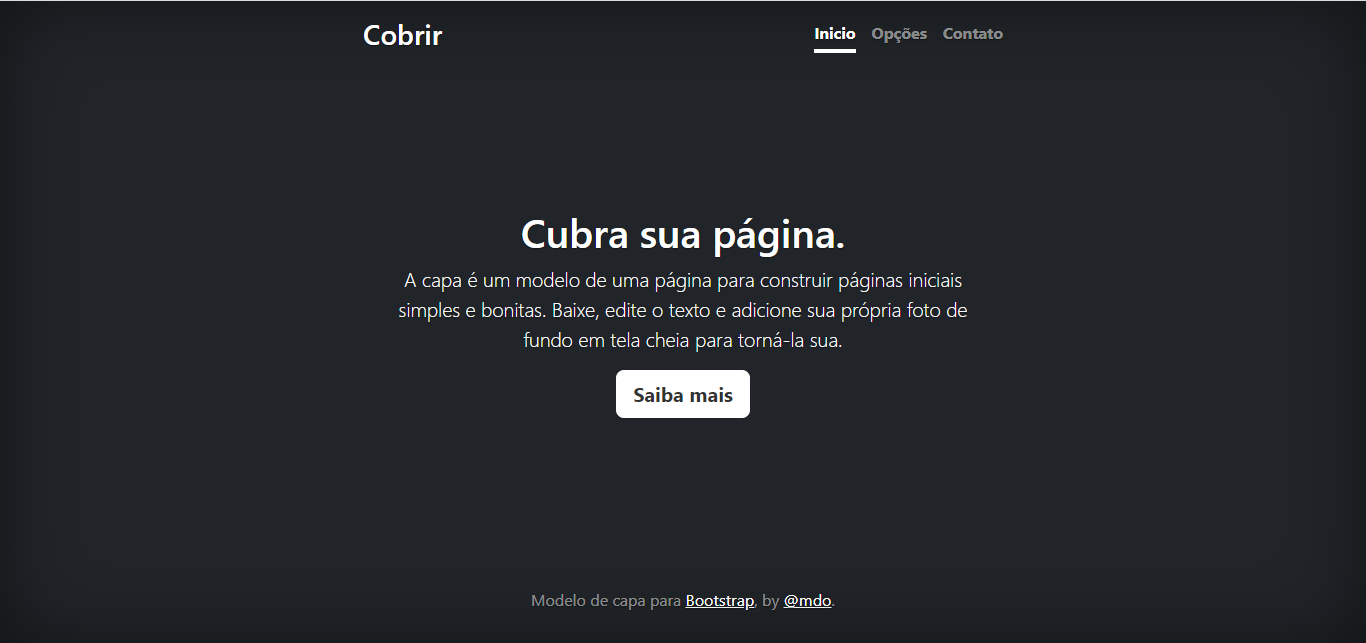 Cobrir
Inicio Opções Contato
Cubra sua página.
A capa é um modelo de uma página para construir páginas iniciais
simples e bonitas. Baixe, edite o texto e adicione sua própria foto de
fundo em tela cheia para torná-la sua.
Saiba mais
Modelo de capa para Bootstrap, by @mdo.